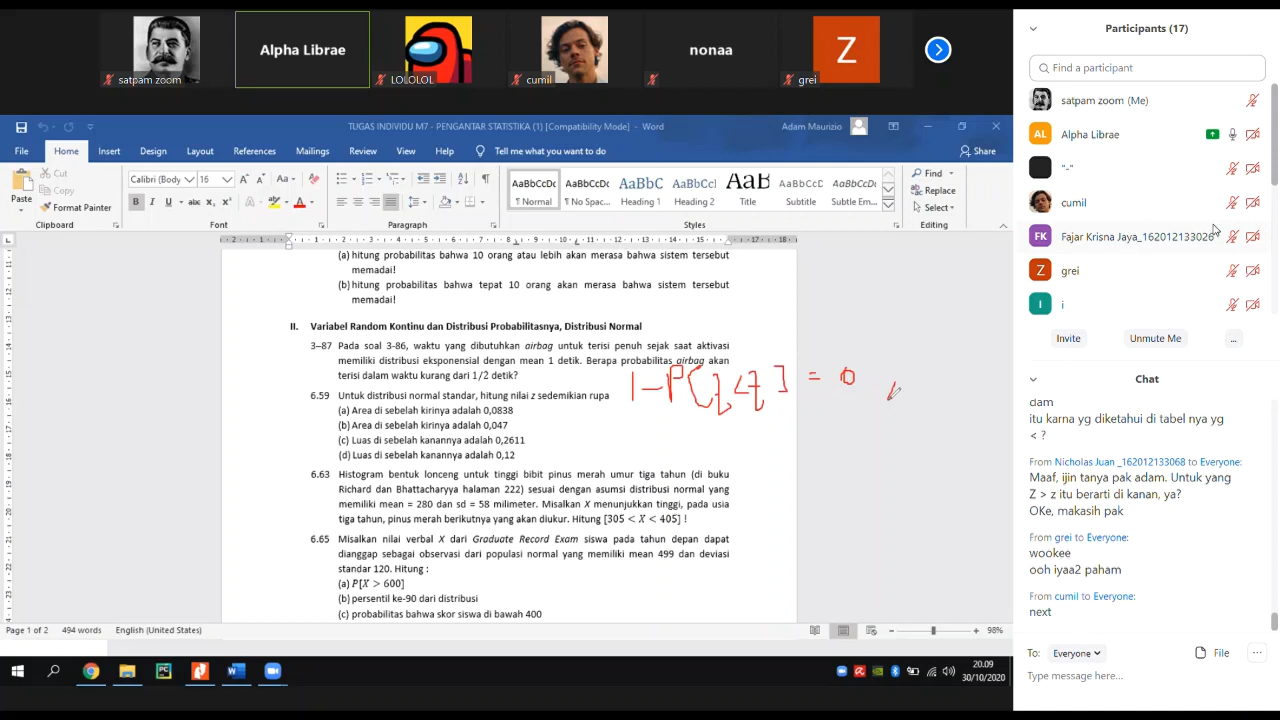 satpam zoom
Alpha Librae
LOLOLOL
cumil
nonaa
Z
grei
TUGAS INDIVIDU M7 - PENGANTAR STATISTIKA (1) [Compatibility Mode] - Word
Adam Maurizio
File Home Insert Design Layout References Mailings Review View Help Tell me what you want to do Share
Paste
Cut
Copy
Format Painter
Clipboard
Calibri (Body) 16
Font
Paragraph
AaBbCcDc
¶ Normal
AaBbCcDc
¶ No Spac...
AaBbC
Heading 1
AaBbCcI
Heading 2
AaB
Title
AaBbCcD
Subtitle
AaBbCcDc
Subtle Em...
Styles
Find
Replace
Select
Editing
(a) hitung probabilitas bahwa 10 orang atau lebih akan merasa bahwa sistem tersebut
memadai!
(b) hitung probabilitas bahwa tepat 10 orang akan merasa bahwa sistem tersebut
memadai!
II. Variabel Random Kontinu dan Distribusi Probabilitasnya, Distribusi Normal
3–87 Pada soal 3-86, waktu yang dibutuhkan airbag untuk terisi penuh sejak saat aktivasi
memiliki distribusi eksponensial dengan mean 1 detik. Berapa probabilitas airbag akan
terisi dalam waktu kurang dari 1/2 detik?
1-P[z<z] = 0
6.59 Untuk distribusi normal standar, hitung nilai z sedemikian rupa
(a) Area di sebelah kirinya adalah 0,0838
(b) Area di sebelah kirinya adalah 0,047
(c) Luas di sebelah kanannya adalah 0,2611
(d) Luas di sebelah kanannya adalah 0,12
6.63 Histogram bentuk lonceng untuk tinggi bibit pinus merah umur tiga tahun (di buku
Richard dan Bhattacharyya halaman 222) sesuai dengan asumsi distribusi normal yang
memiliki mean = 280 dan sd = 58 milimeter. Misalkan X menunjukkan tinggi, pada usia
tiga tahun, pinus merah berikutnya yang akan diukur. Hitung [305 < X < 405] !
6.65 Misalkan nilai verbal X dari Graduate Record Exam siswa pada tahun depan dapat
dianggap sebagai observasi dari populasi normal yang memiliki mean 499 dan deviasi
standar 120. Hitung :
(a) P[X > 600]
(b) persentil ke-90 dari distribusi
(c) probabilitas bahwa skor siswa di bawah 400
Page 1 of 2 494 words English (United States) 98%
20.09
30/10/2020
Participants (17)
Find a participant
satpam zoom (Me)
AL Alpha Librae
"-"
cumil
FK Fajar Krisna Jaya_162012133026
Z grei
I i
Invite Unmute Me ...
Chat
dam
itu karna yg diketahui di tabel nya yg
< ?
From Nicholas Juan _162012133068 to Everyone:
Maaf, ijin tanya pak adam. Untuk yang
Z > z itu berarti di kanan, ya?
OKe, makasih pak
From grei to Everyone:
wookee
ooh iyaa2 paham
From cumil to Everyone:
next
To: Everyone File
Type message here...